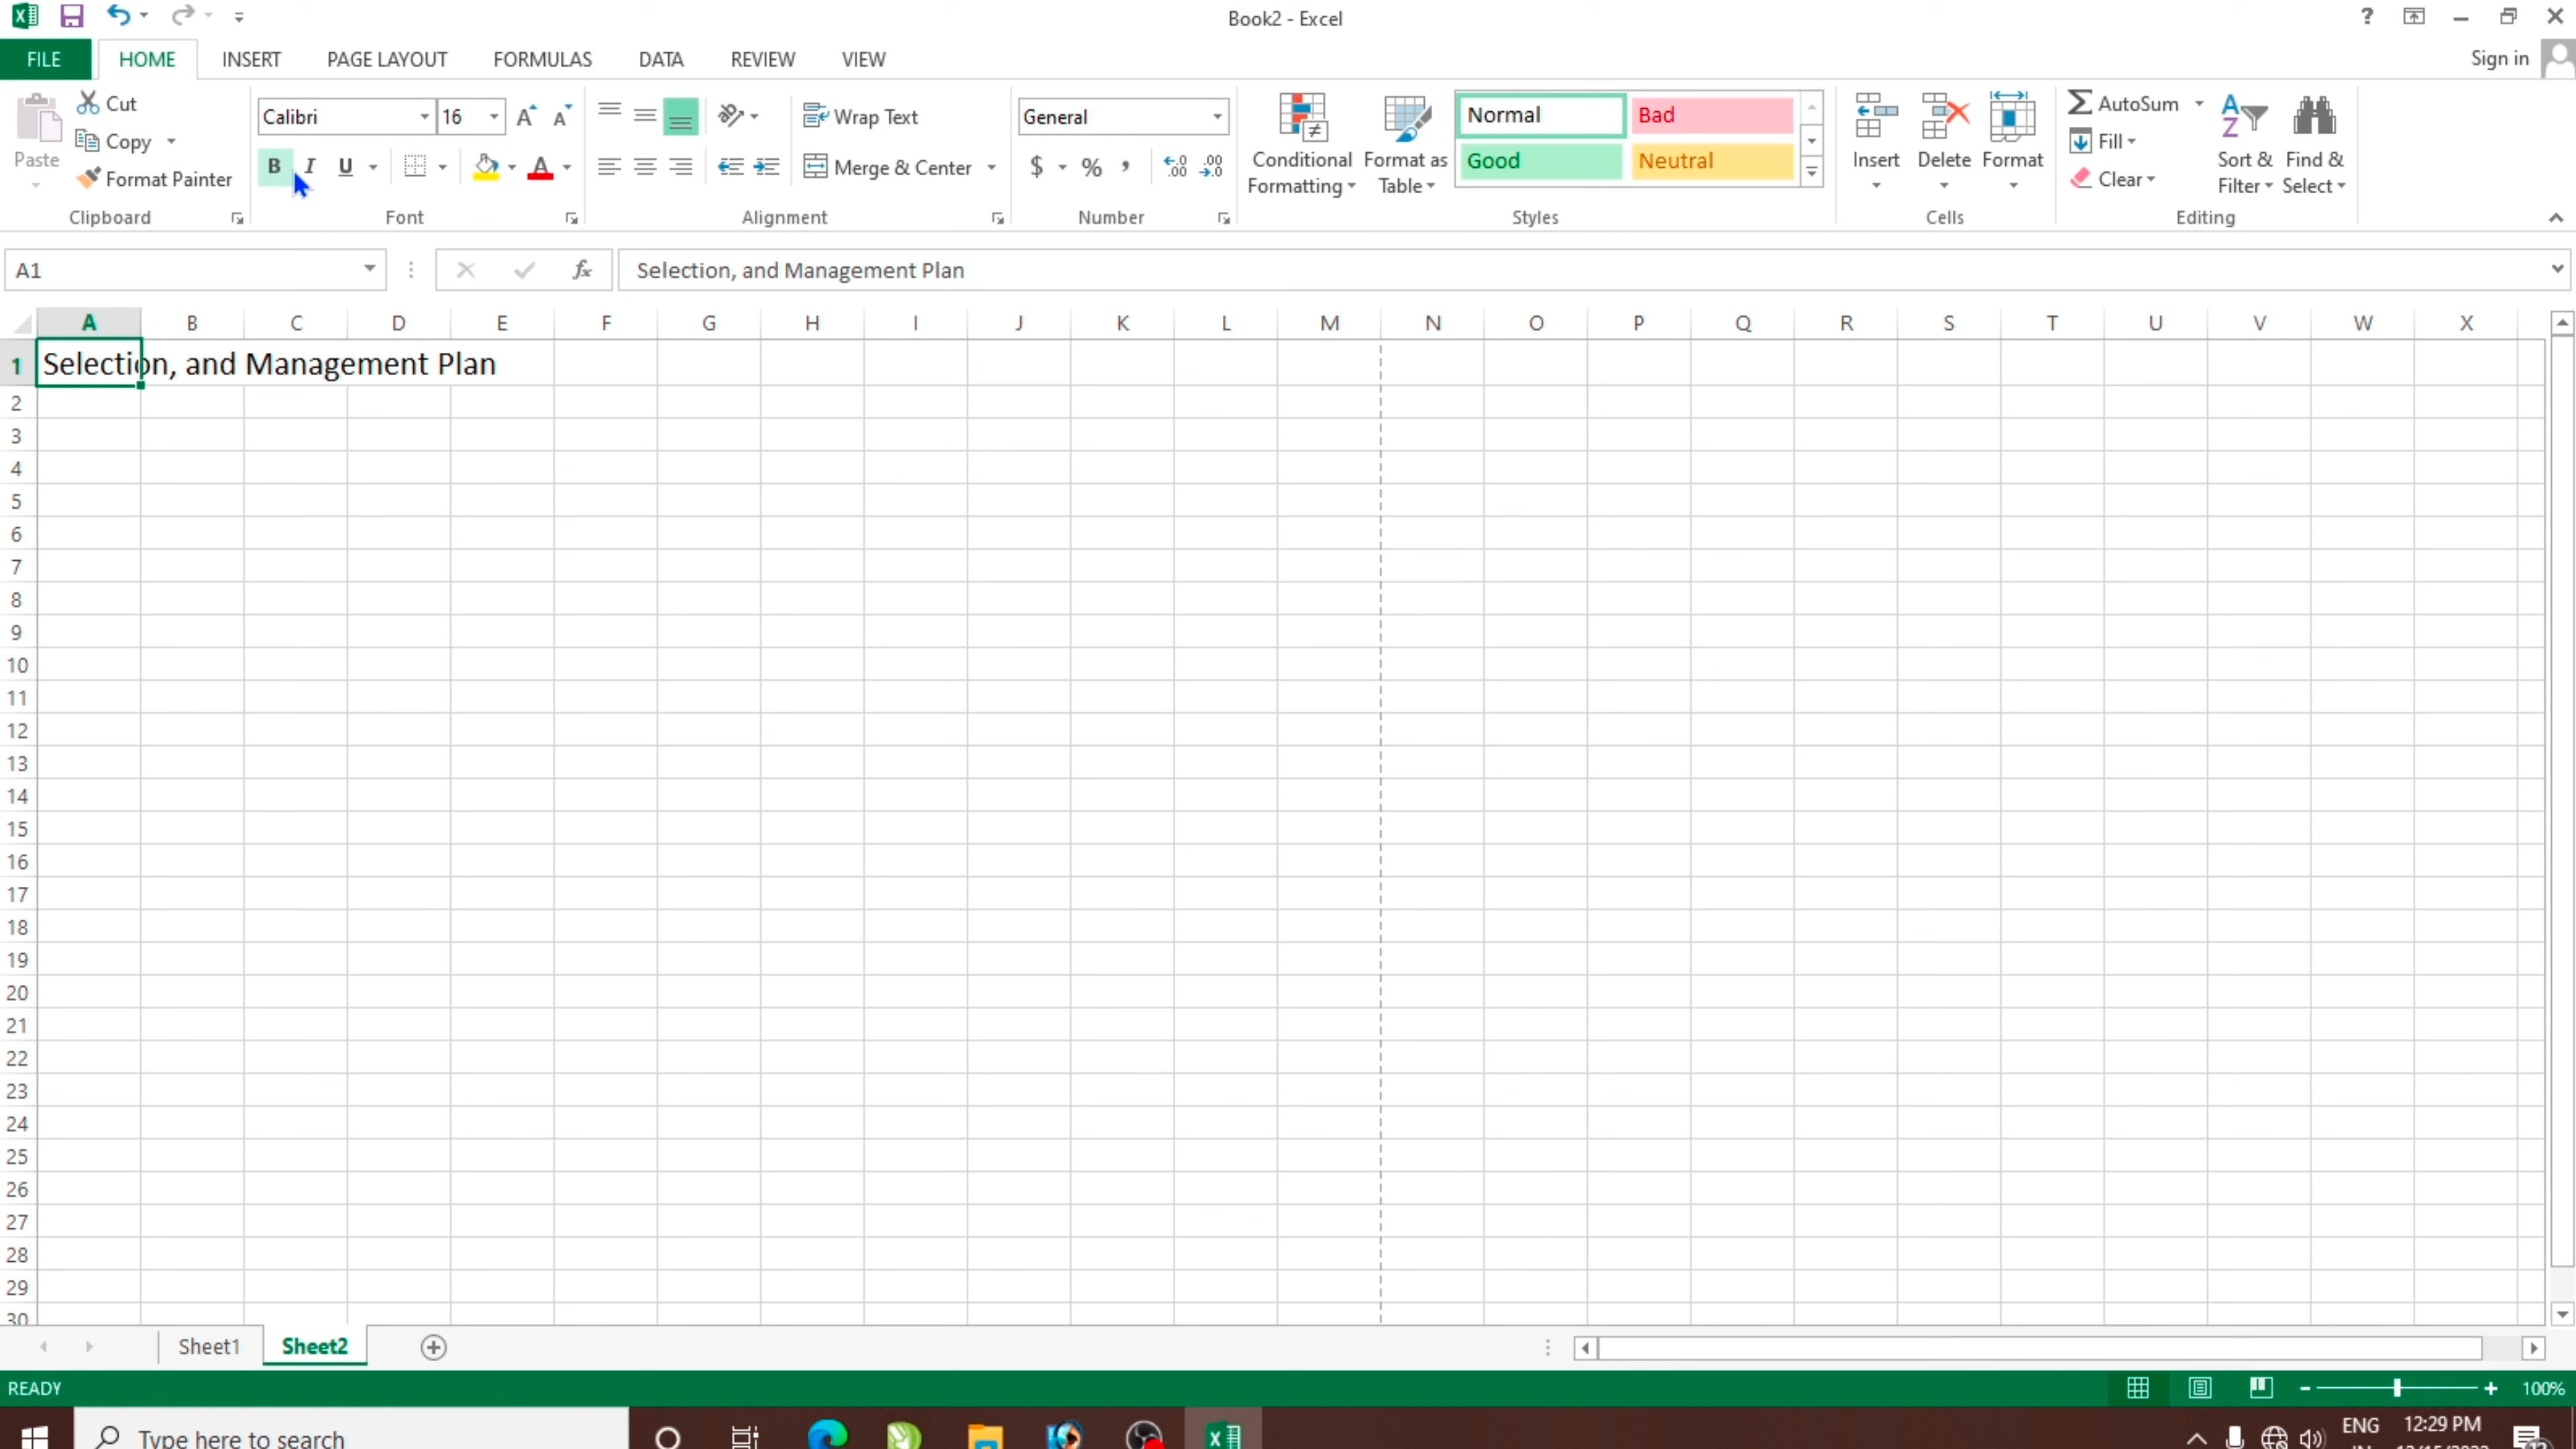 Book2 - Excel
?
FILE HOME INSERT PAGE LAYOUT FORMULAS DATA REVIEW VIEW Sign in
Paste Cut Copy Format Painter Clipboard
Calibri 16 A A B I U A Font
Wrap Text Merge & Center Alignment
General $ % , .0 .00 .00 .0 Number
Conditional Formatting Format as Table Normal Bad Good Neutral Styles
Insert Delete Format Cells
AutoSum Fill Clear Sort & Filter Find & Select Editing
A1 fx Selection, and Management Plan
A B C D E F G H I J K L M N O P Q R S T U V W X
1 Selection, and Management Plan
2
3
4
5
6
7
8
9
10
11
12
13
14
15
16
17
18
19
20
21
22
23
24
25
26
27
28
29
30
Sheet1 Sheet2
READY 100%
Type here to search ENG 12:29 PM